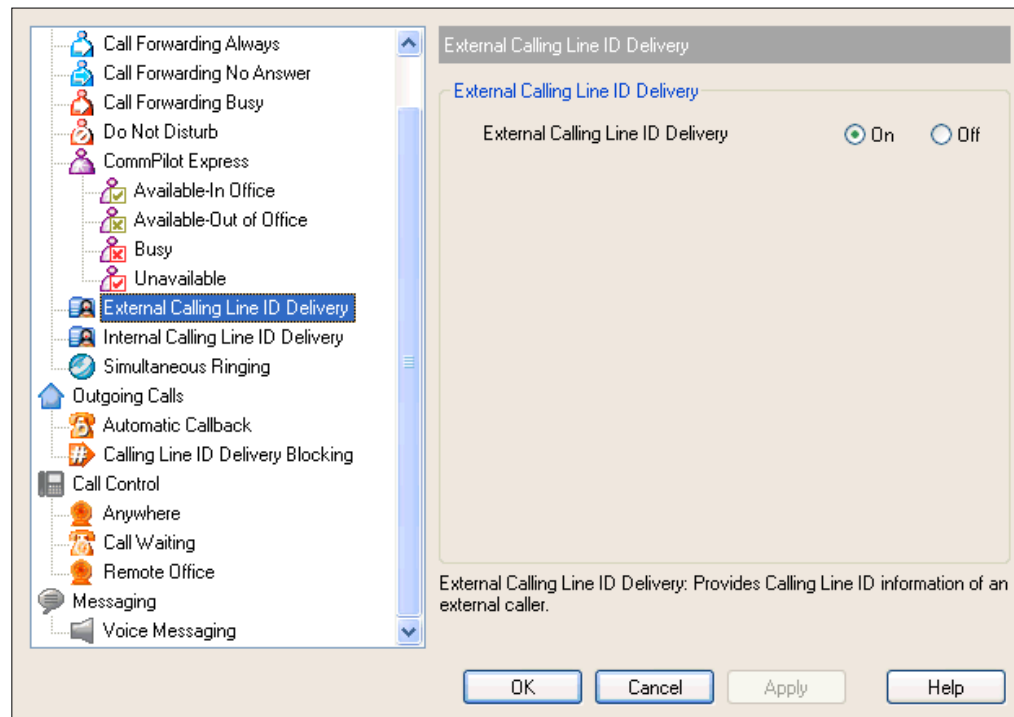 Call Forwarding Always
Call Forwarding No Answer
Call Forwarding Busy
Do Not Disturb
CommPilot Express
Available-In Office
Available-Out of Office
Busy
Unavailable
External Calling Line ID Delivery
Internal Calling Line ID Delivery
Simultaneous Ringing
Outgoing Calls
Automatic Callback
Calling Line ID Delivery Blocking
Call Control
Anywhere
Call Waiting
Remote Office
Messaging
Voice Messaging
External Calling Line ID Delivery
External Calling Line ID Delivery
External Calling Line ID Delivery On Off
External Calling Line ID Delivery: Provides Calling Line ID information of an
external caller.
OK Cancel Apply Help